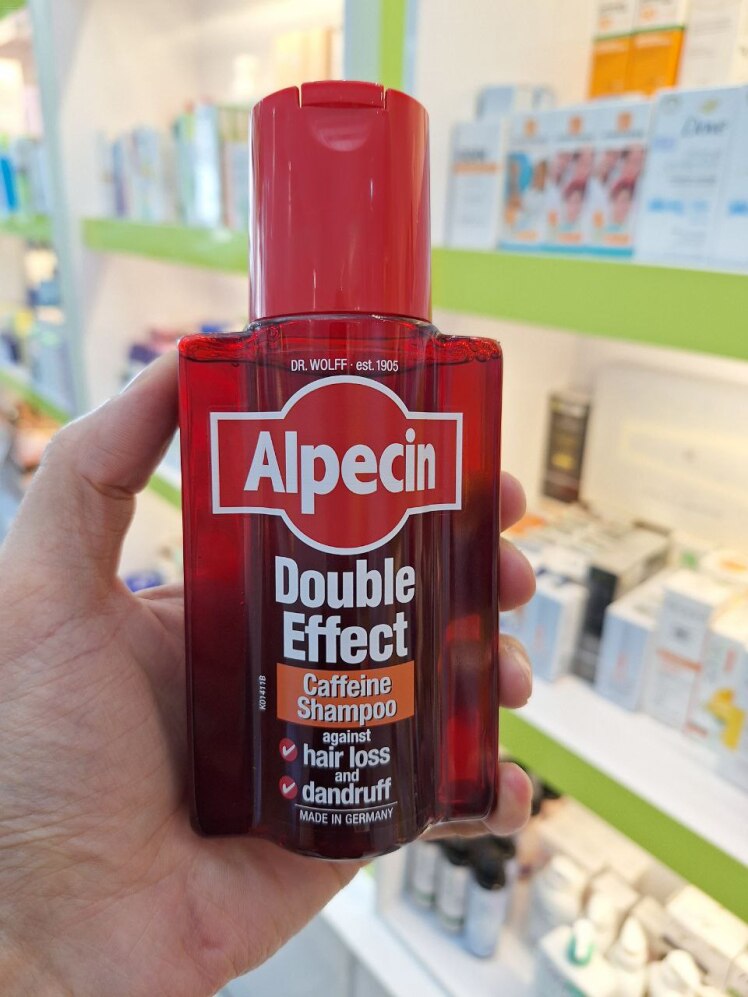 DR. WOLFF · est. 1905
Alpecin
Double
Effect
Caffeine
Shampoo
against
hair loss
and
dandruff
MADE IN GERMANY
K01411B
Dove